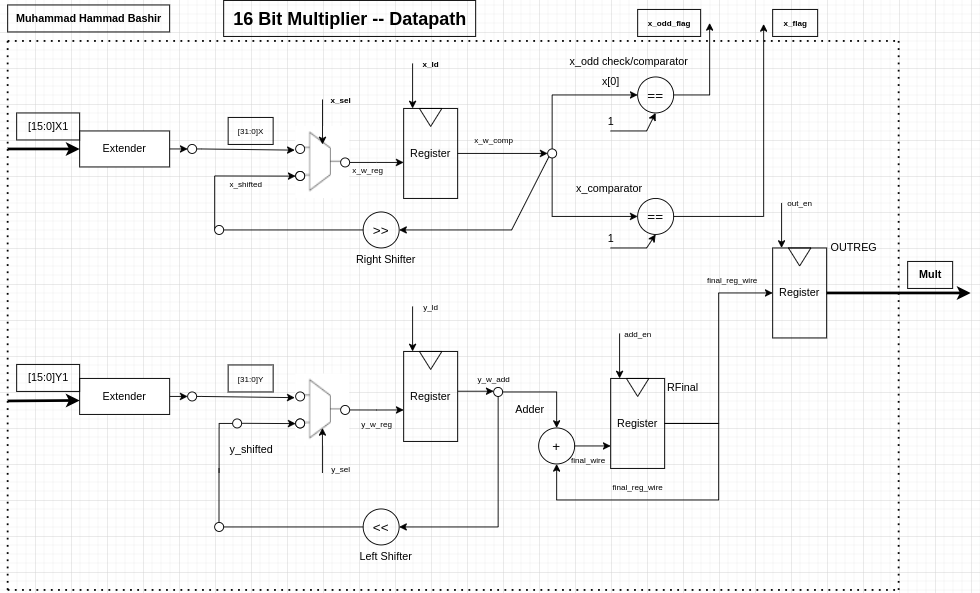 Muhammad Hammad Bashir
16 Bit Multiplier -- Datapath
x_odd_flag
x_flag
x_ld
x_odd check/comparator
x[0]
==
1
x_sel
[15:0]X1
Extender
[31:0]X
Register
x_w_comp
x_w_reg
x_shifted
x_comparator
==
1
>>
Right Shifter
out_en
OUTREG
Register
Mult
final_reg_wire
y_ld
[15:0]Y1
Extender
[31:0]Y
Register
y_w_reg
y_w_add
y_shifted
y_sel
add_en
RFinal
Register
Adder
+
final_wire
final_reg_wire
<<
Left Shifter